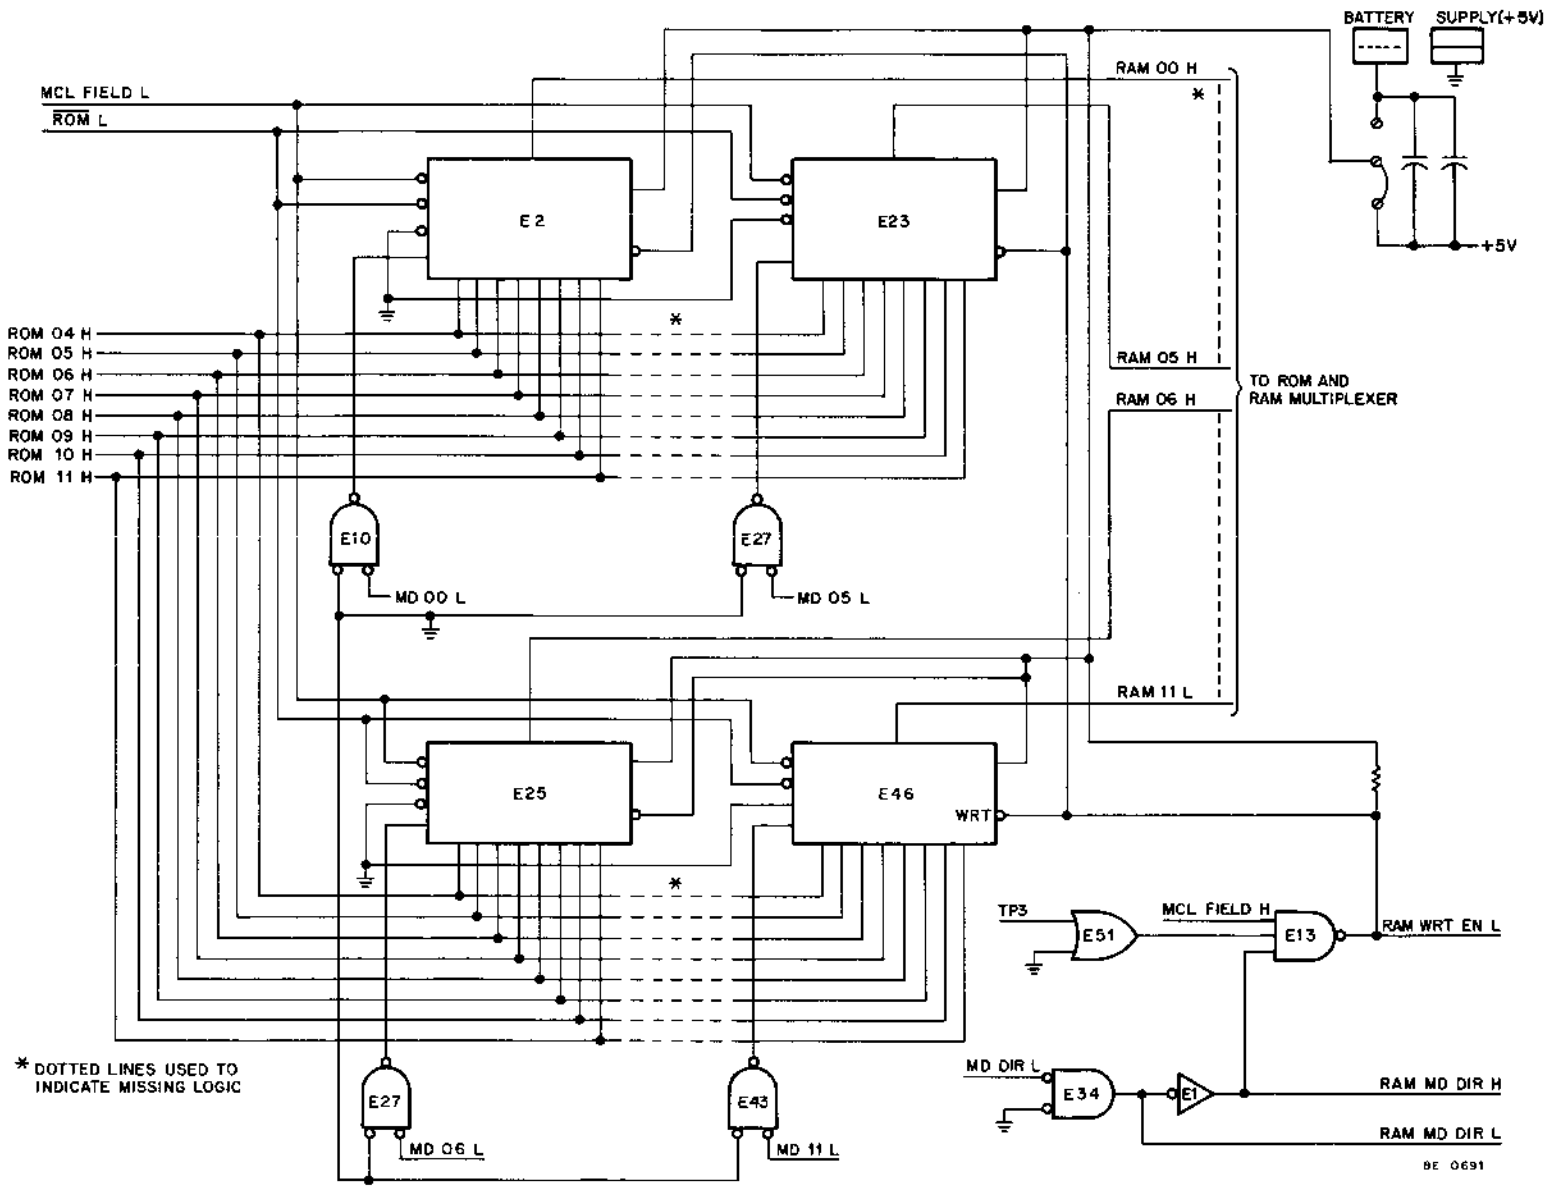 BATTERY SUPPLY(+5V)
RAM 00 H
*
MCL FIELD L
ROM L
E2
E23
+5V
*
ROM 04 H
ROM 05 H
ROM 06 H
ROM 07 H
ROM 08 H
ROM 09 H
ROM 10 H
ROM 11 H
RAM 05 H
RAM 06 H
TO ROM AND
RAM MULTIPLEXER
E10
E27
MD 00 L
MD 05 L
RAM 11 L
E25
E46
WRT
*
TP3
E51
MCL FIELD H
E13
RAM WRT EN L
* DOTTED LINES USED TO
INDICATE MISSING LOGIC
E27
E43
MD 06 L
MD 11 L
MD DIR L
E34
E1
RAM MD DIR H
RAM MD DIR L
8E 0691